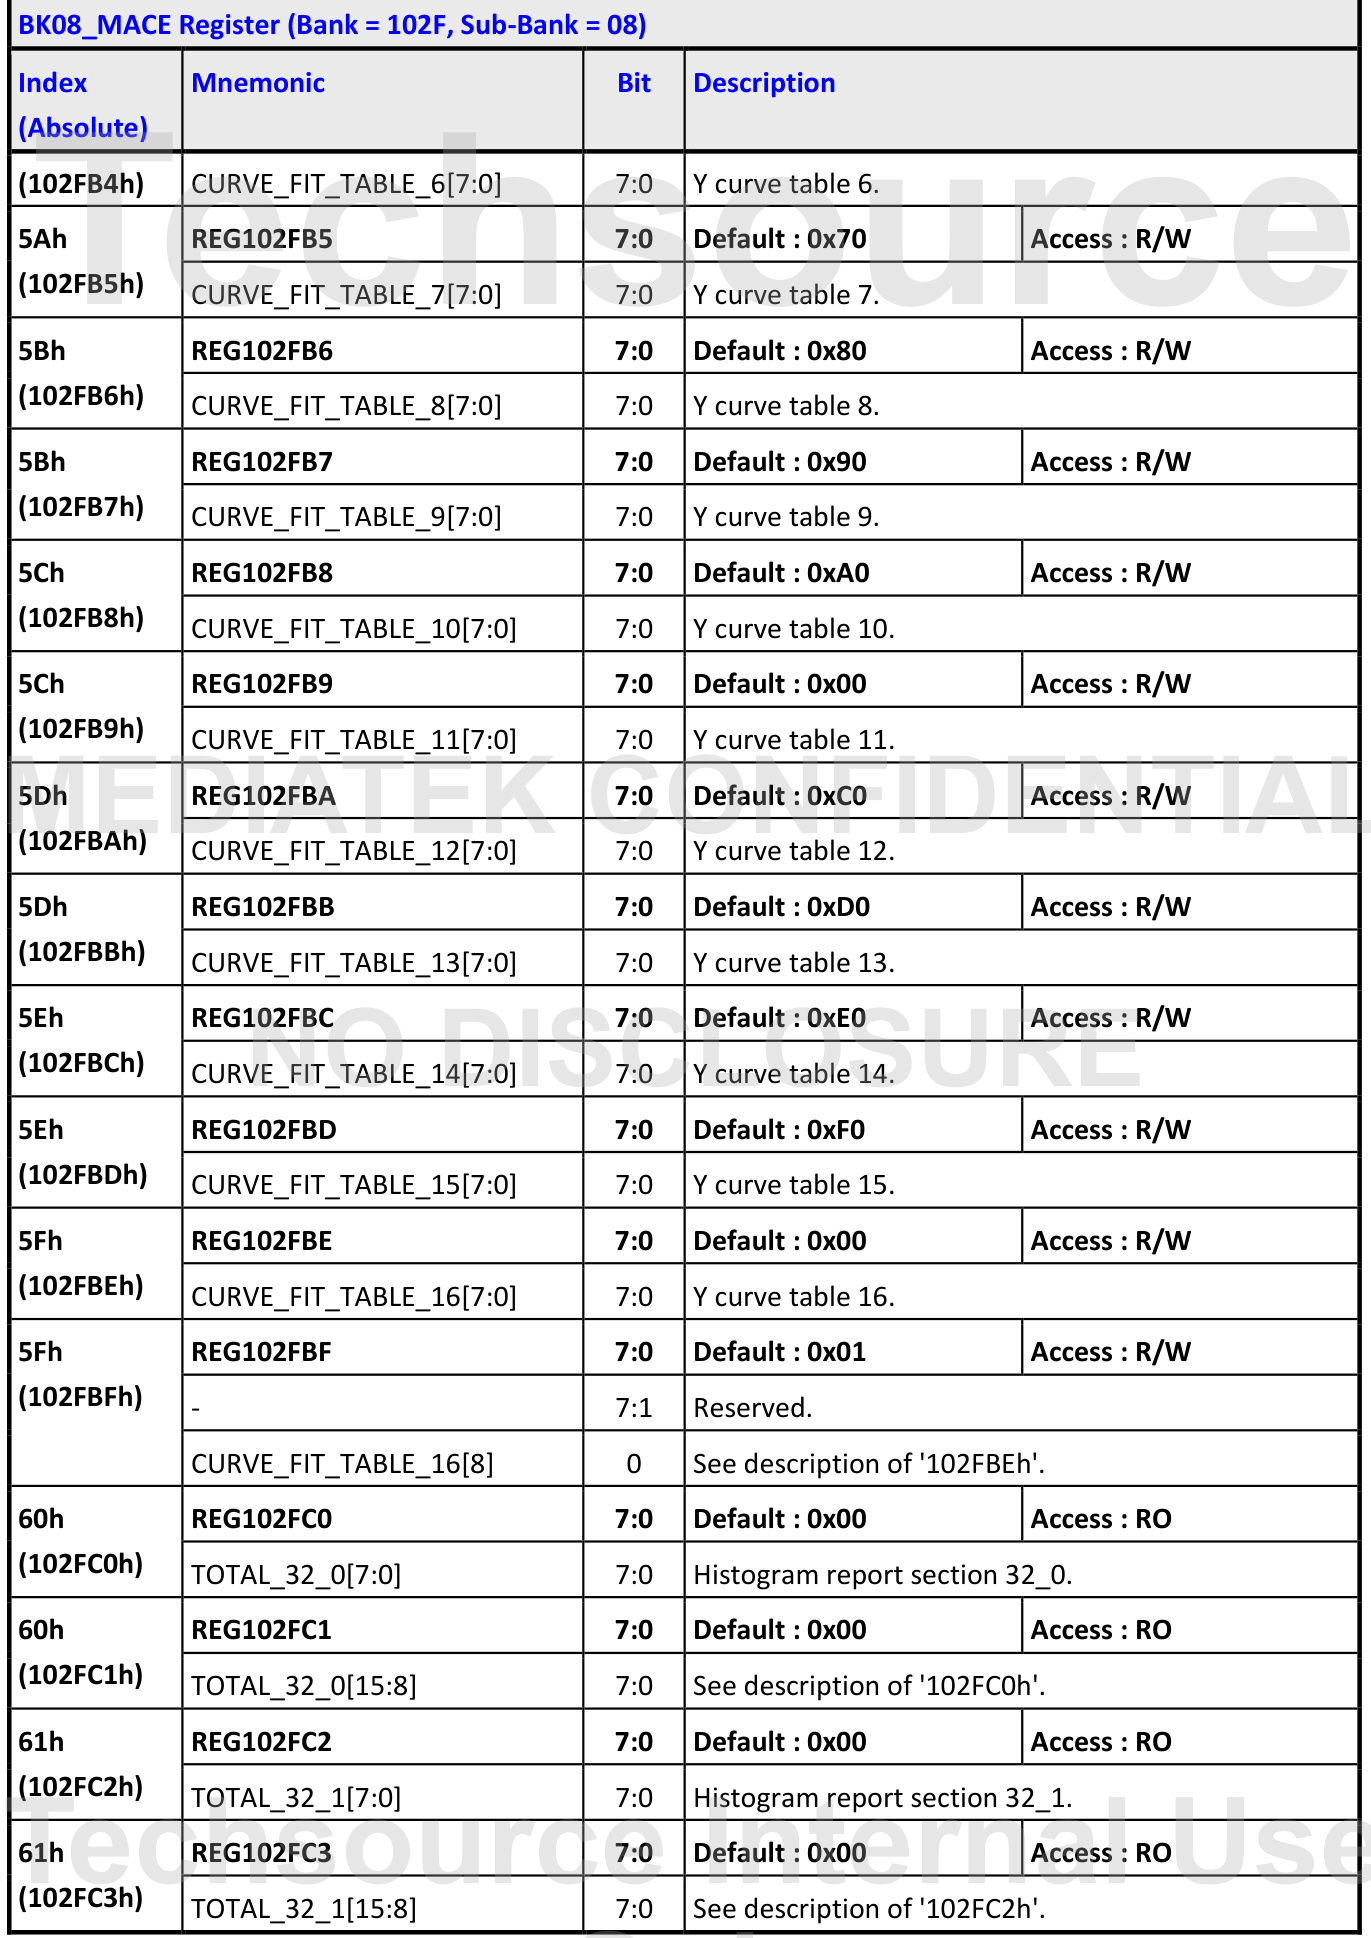 BK08_MACE Register (Bank = 102F, Sub-Bank = 08)
Index (Absolute) Mnemonic Bit Description
(102FB4h) CURVE_FIT_TABLE_6[7:0] 7:0 Y curve table 6.
5Ah REG102FB5 7:0 Default : 0x70 Access : R/W
(102FB5h) CURVE_FIT_TABLE_7[7:0] 7:0 Y curve table 7.
5Bh REG102FB6 7:0 Default : 0x80 Access : R/W
(102FB6h) CURVE_FIT_TABLE_8[7:0] 7:0 Y curve table 8.
5Bh REG102FB7 7:0 Default : 0x90 Access : R/W
(102FB7h) CURVE_FIT_TABLE_9[7:0] 7:0 Y curve table 9.
5Ch REG102FB8 7:0 Default : 0xA0 Access : R/W
(102FB8h) CURVE_FIT_TABLE_10[7:0] 7:0 Y curve table 10.
5Ch REG102FB9 7:0 Default : 0x00 Access : R/W
(102FB9h) CURVE_FIT_TABLE_11[7:0] 7:0 Y curve table 11.
5Dh REG102FBA 7:0 Default : 0xC0 Access : R/W
(102FBAh) CURVE_FIT_TABLE_12[7:0] 7:0 Y curve table 12.
5Dh REG102FBB 7:0 Default : 0xD0 Access : R/W
(102FBBh) CURVE_FIT_TABLE_13[7:0] 7:0 Y curve table 13.
5Eh REG102FBC 7:0 Default : 0xE0 Access : R/W
(102FBCh) CURVE_FIT_TABLE_14[7:0] 7:0 Y curve table 14.
5Eh REG102FBD 7:0 Default : 0xF0 Access : R/W
(102FBDh) CURVE_FIT_TABLE_15[7:0] 7:0 Y curve table 15.
5Fh REG102FBE 7:0 Default : 0x00 Access : R/W
(102FBEh) CURVE_FIT_TABLE_16[7:0] 7:0 Y curve table 16.
5Fh REG102FBF 7:0 Default : 0x01 Access : R/W
(102FBFh) - 7:1 Reserved.
CURVE_FIT_TABLE_16[8] 0 See description of '102FBEh'.
60h REG102FC0 7:0 Default : 0x00 Access : RO
(102FC0h) TOTAL_32_0[7:0] 7:0 Histogram report section 32_0.
60h REG102FC1 7:0 Default : 0x00 Access : RO
(102FC1h) TOTAL_32_0[15:8] 7:0 See description of '102FC0h'.
61h REG102FC2 7:0 Default : 0x00 Access : RO
(102FC2h) TOTAL_32_1[7:0] 7:0 Histogram report section 32_1.
61h REG102FC3 7:0 Default : 0x00 Access : RO
(102FC3h) TOTAL_32_1[15:8] 7:0 See description of '102FC2h'.
Techsource
MEDIATEK CONFIDENTIAL
NO DISCLOSURE
Techsource Internal Use